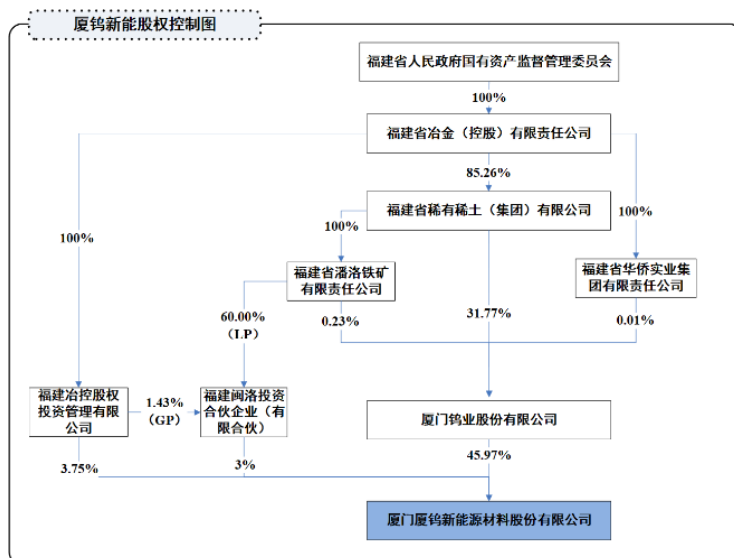 厦钨新能股权控制图
福建省人民政府国有资产监督管理委员会
100%
福建省冶金（控股）有限责任公司
85.26%
福建省稀有稀土（集团）有限公司
100%
100%
100%
福建省潘洛铁矿
有限责任公司
福建省华侨实业集
团有限责任公司
60.00%
（LP）
0.23%
31.77%
0.01%
福建冶控股权
投资管理有限
公司
1.43%
（GP）
福建闽洛投资
合伙企业（有
限合伙）
厦门钨业股份有限公司
3.75%
3%
45.97%
厦门厦钨新能源材料股份有限公司